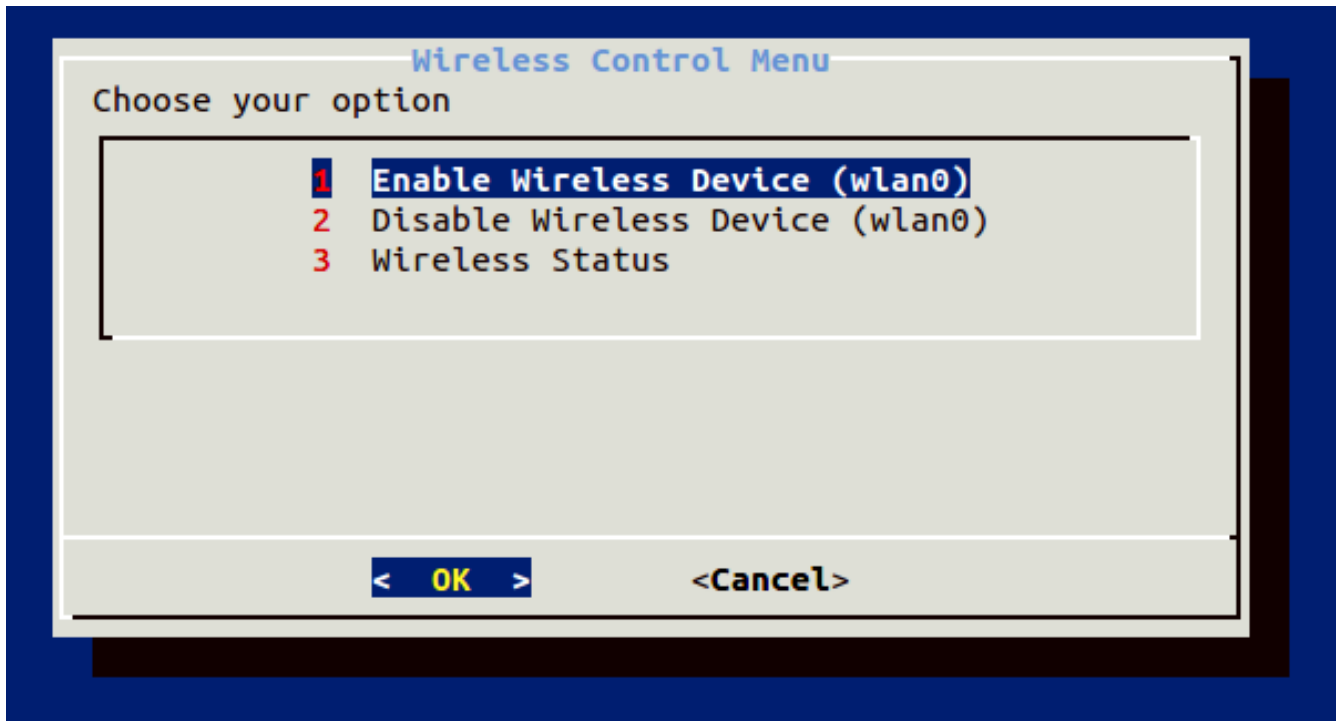 Wireless Control Menu
Choose your option
1 Enable Wireless Device (wlan0)
2 Disable Wireless Device (wlan0)
3 Wireless Status
< OK > <Cancel>